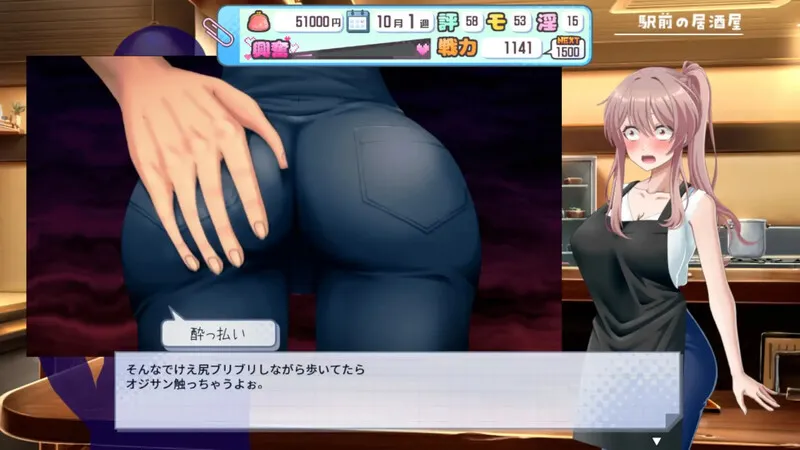 51000円
10月1週
評 58
モ 53
淫 15
駅前の居酒屋
興奮
戦力 1141
NEXT 1500
酔っ払い
そんなでけえ尻ブリブリしながら歩いてたら
オジサン触っちゃうよぉ。